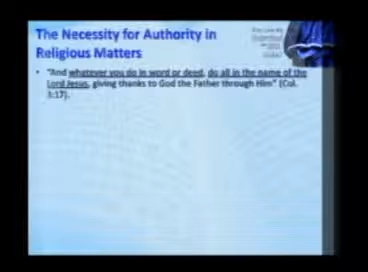 The Necessity for Authority in
Religious Matters
• "And whatever you do in word or deed, do all in the name of the
Lord Jesus, giving thanks to God the Father through Him" (Col.
3:17).